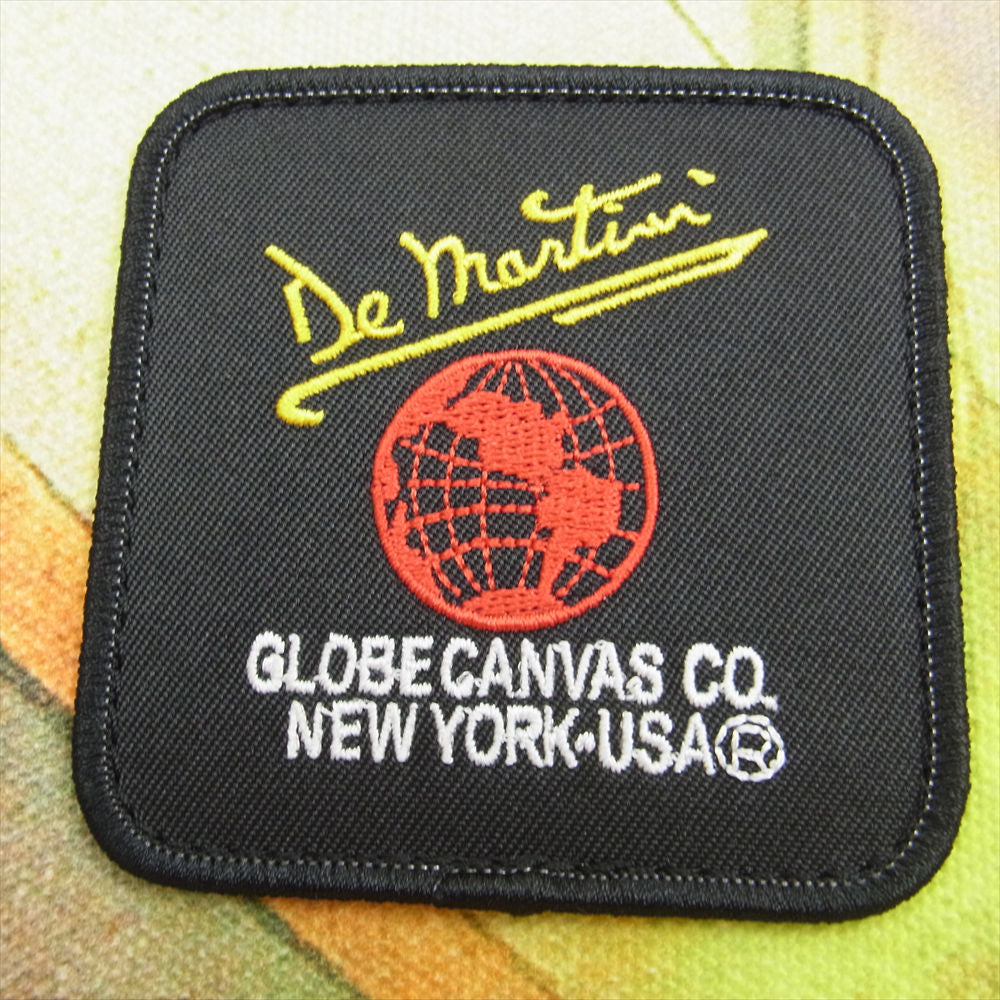 De Martini
GLOBE CANVAS CO.
NEW YORK·USA®